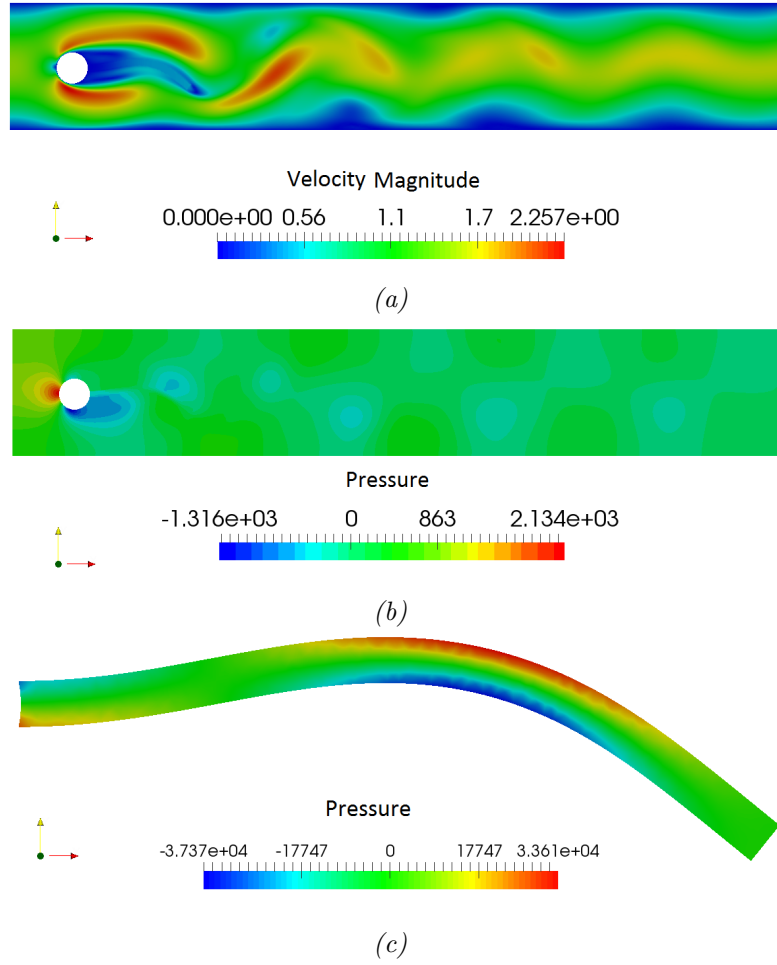 Velocity Magnitude
0.000e+00 0.56 1.1 1.7 2.257e+00
(a)
Pressure
-1.316e+03 0 863 2.134e+03
(b)
Pressure
-3.737e+04 -17747 0 17747 3.361e+04
(c)